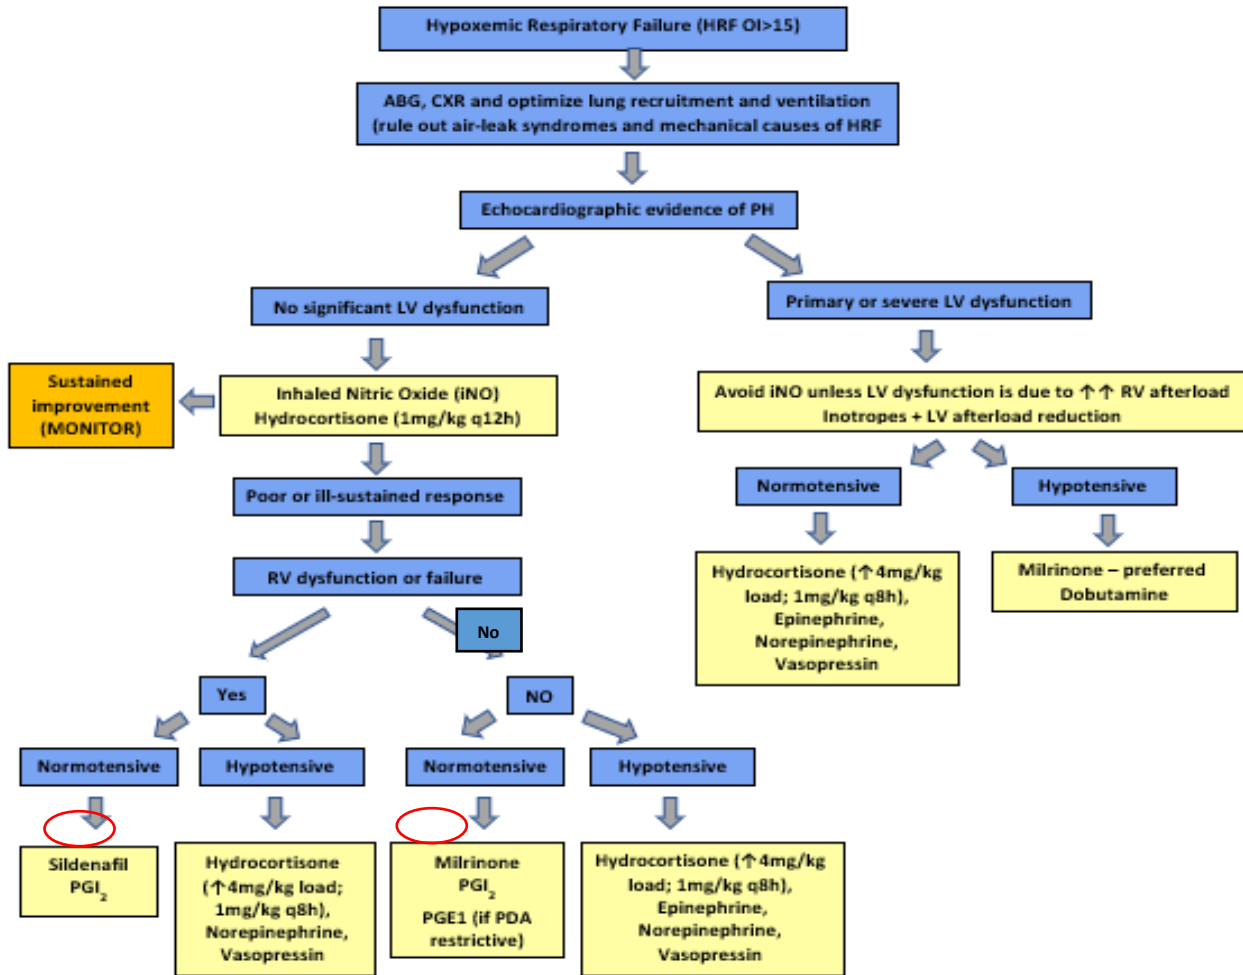 Hypoxemic Respiratory Failure (HRF OI>15)
ABG, CXR and optimize lung recruitment and ventilation
(rule out air-leak syndromes and mechanical causes of HRF
Echocardiographic evidence of PH
No significant LV dysfunction
Primary or severe LV dysfunction
Sustained
improvement
(MONITOR)
Inhaled Nitric Oxide (iNO)
Hydrocortisone (1mg/kg q12h)
Avoid iNO unless LV dysfunction is due to ↑↑ RV afterload
Inotropes + LV afterload reduction
Poor or ill-sustained response
Normotensive
Hypotensive
RV dysfunction or failure
Hydrocortisone (↑4mg/kg
load; 1mg/kg q8h),
Epinephrine,
Norepinephrine,
Vasopressin
Milrinone – preferred
Dobutamine
No
Yes
NO
Normotensive
Hypotensive
Normotensive
Hypotensive
Sildenafil
PGI₂
Hydrocortisone
(↑4mg/kg load;
1mg/kg q8h),
Norepinephrine,
Vasopressin
Milrinone
PGI₂
PGE1 (if PDA
restrictive)
Hydrocortisone (↑4mg/kg
load; 1mg/kg q8h),
Epinephrine,
Norepinephrine,
Vasopressin